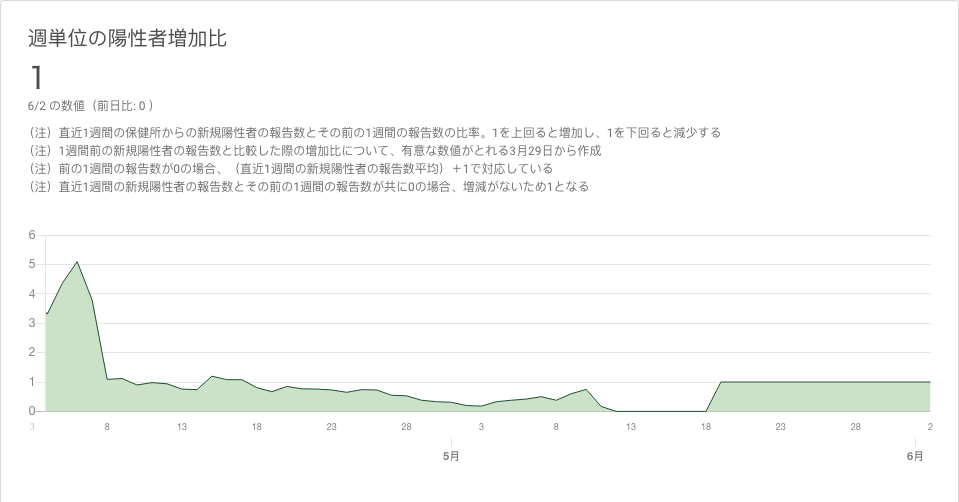 週単位の陽性者増加比
1
6/2 の数値（前日比: 0 ）
（注）直近1週間の保健所からの新規陽性者の報告数とその前の1週間の報告数の比率。1を上回ると増加し、1を下回ると減少する
（注）1週間前の新規陽性者の報告数と比較した際の増加比について、有意な数値がとれる3月29日から作成
（注）前の1週間の報告数が0の場合、（直近1週間の新規陽性者の報告数平均）＋1で対応している
（注）直近1週間の新規陽性者の報告数とその前の1週間の報告数が共に0の場合、増減がないため1となる
6
5
4
3
2
1
0
3 8 13 18 23 28 3 8 13 18 23 28 2
5月 6月